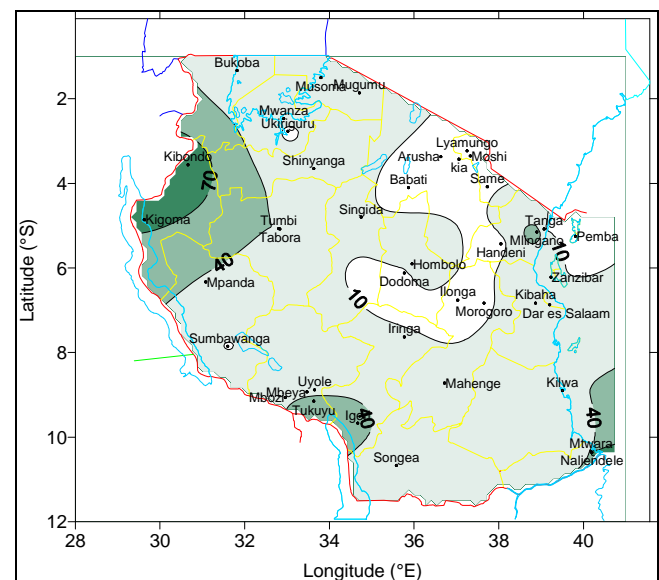 Bukoba
Musoma
Mugumu
2
Mwanza
Ukiriguru
Lyamungo
Kibondo
Shinyanga
Arusha
Moshi
kia
70
4
Babati
Same
Singida
Kigoma
Tumbi
Tabora
Tanga
Mlingano
Pemba
10
Handeni
40
6
Hombolo
Dodoma
Mpanda
Zanzibar
10
Ilonga
Kibaha
Morogoro
Dar es Salaam
Iringa
Sumbawanga
8
Uyole
Mbeya
Mbozi
Mahenge
Kilwa
Tukuyu
Igeri
40
40
10
Mtwara
Songea
Naliendele
12
28
30
32
34
36
38
40
Latitude (°S)
Longitude (°E)